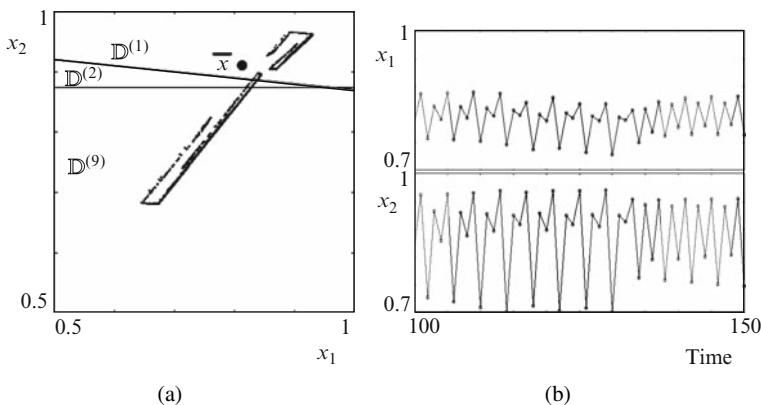 1
x₂
𝔻⁽¹⁾
x̄
𝔻⁽²⁾
𝔻⁽⁹⁾
0.5
0.5
1
x₁
(a)
1
x₁
0.7
1
x₂
0.7
100
150
Time
(b)